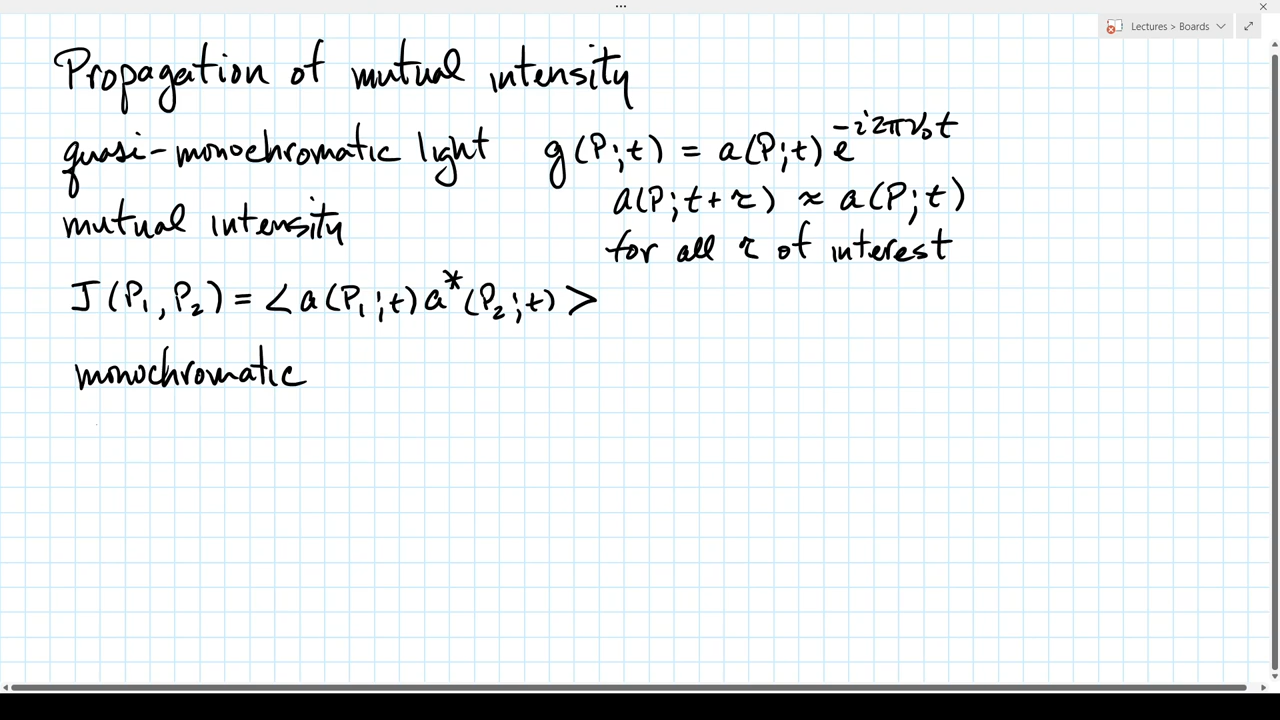 Lectures > Boards
Propagation of mutual intensity
quasi-monochromatic light g(P;t) = a(P;t) e^{-i2πν₀t}
a(P;t+τ) ≈ a(P;t)
mutual intensity
for all τ of interest
J(P₁,P₂) = <a(P₁;t)a*(P₂;t)>
monochromatic